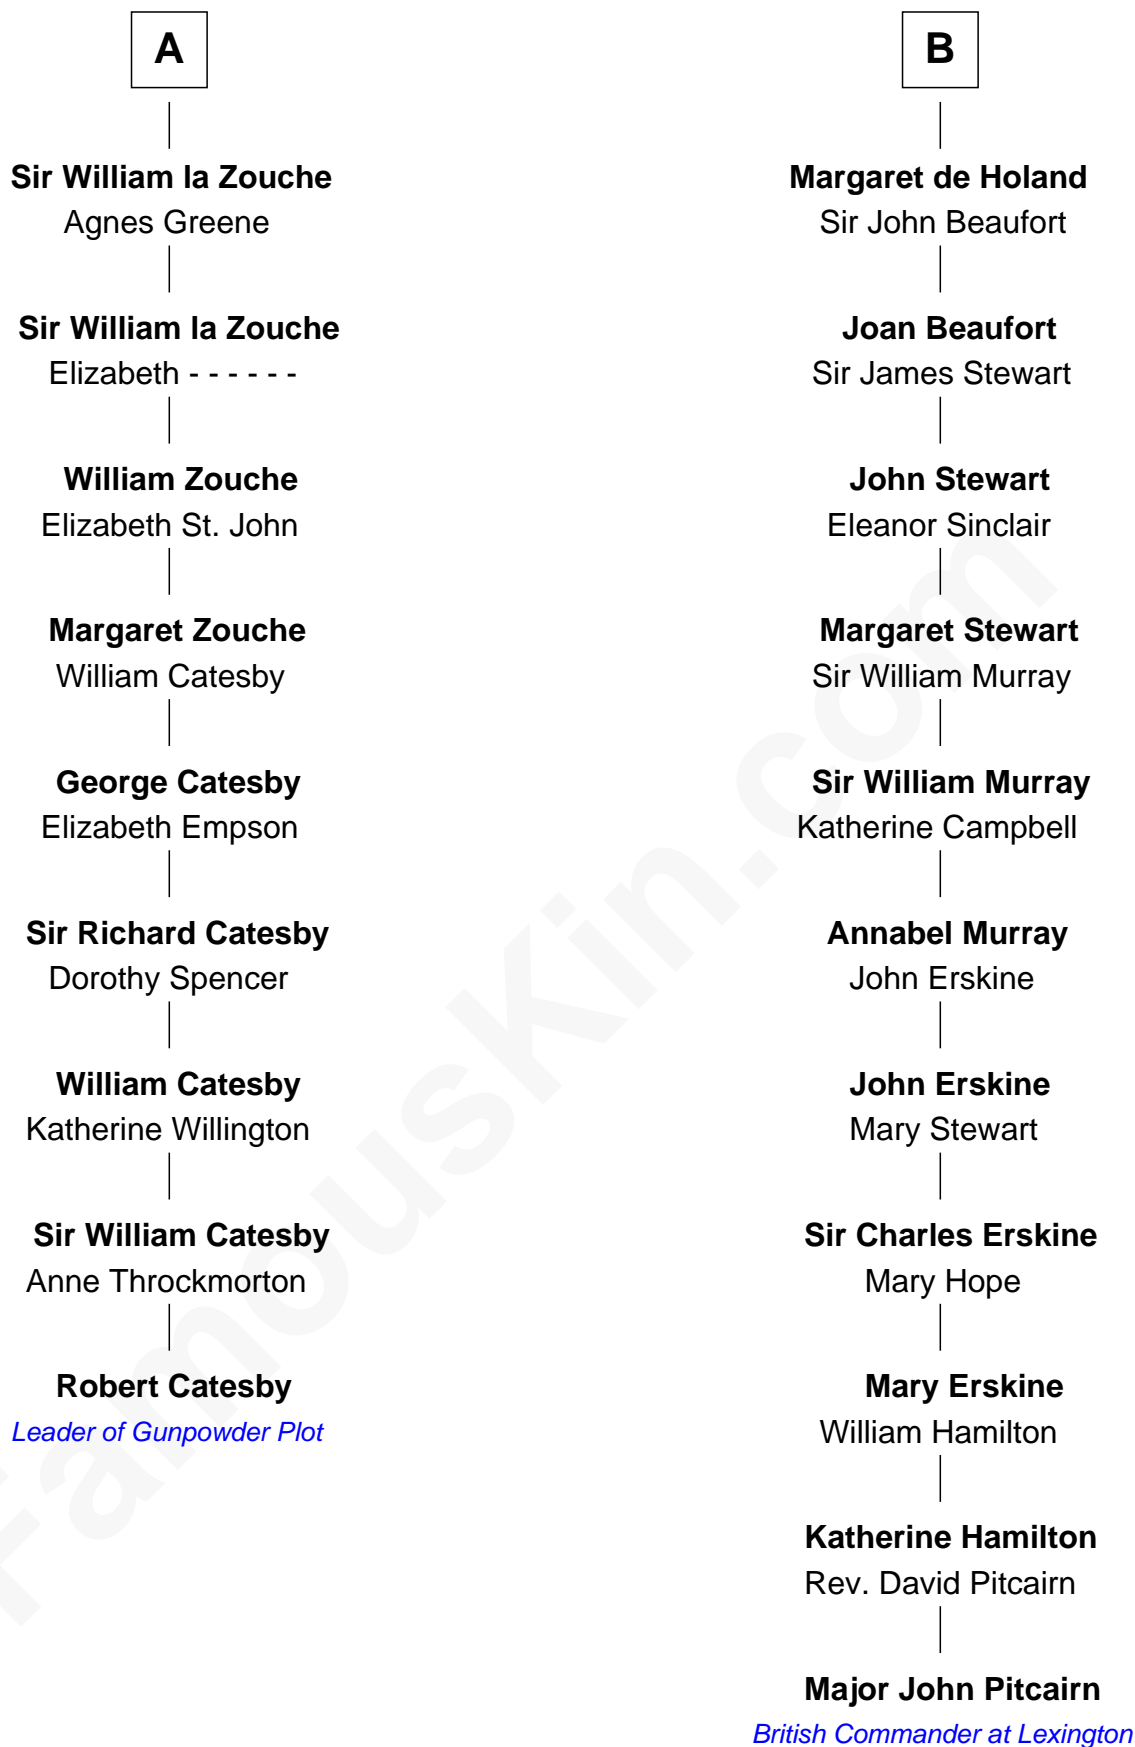 A
Sir William la Zouche
Agnes Greene
Sir William la Zouche
Elizabeth - - - - - -
William Zouche
Elizabeth St. John
Margaret Zouche
William Catesby
George Catesby
Elizabeth Empson
Sir Richard Catesby
Dorothy Spencer
William Catesby
Katherine Willington
Sir William Catesby
Anne Throckmorton
Robert Catesby
Leader of Gunpowder Plot
B
Margaret de Holand
Sir John Beaufort
Joan Beaufort
Sir James Stewart
John Stewart
Eleanor Sinclair
Margaret Stewart
Sir William Murray
Sir William Murray
Katherine Campbell
Annabel Murray
John Erskine
John Erskine
Mary Stewart
Sir Charles Erskine
Mary Hope
Mary Erskine
William Hamilton
Katherine Hamilton
Rev. David Pitcairn
Major John Pitcairn
British Commander at Lexington
FamousKin.com